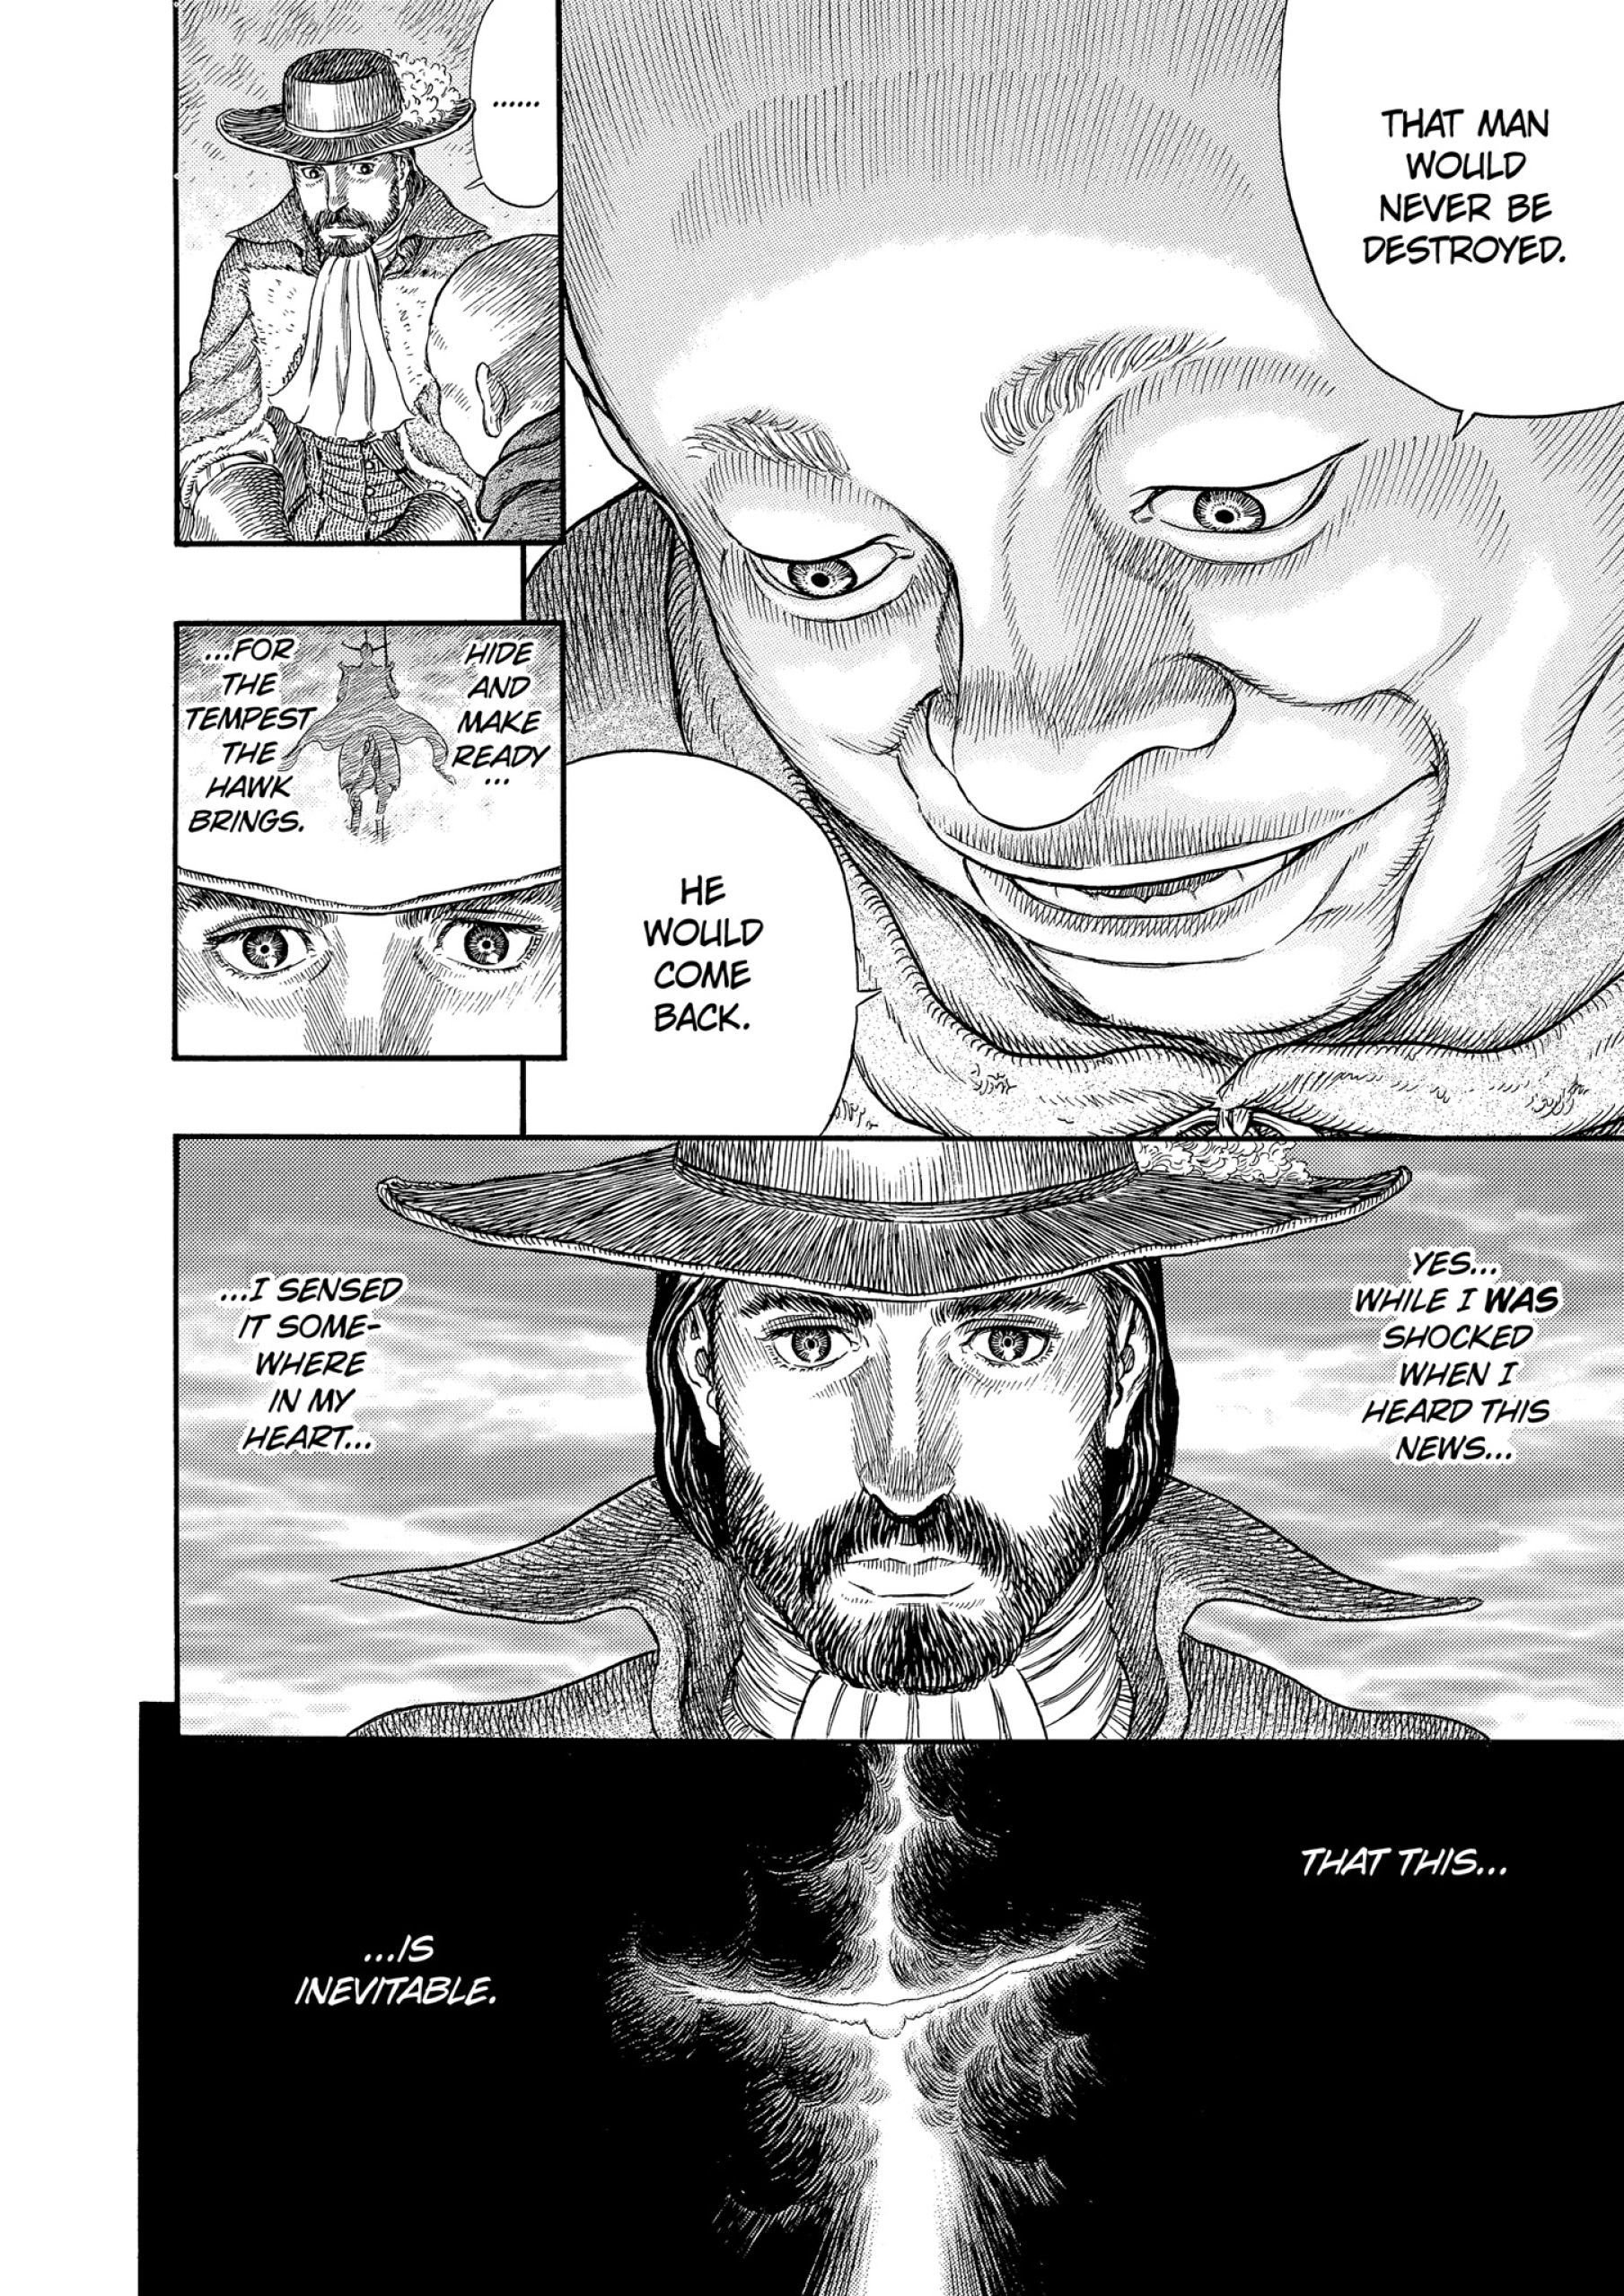 THAT MAN
WOULD
NEVER BE
DESTROYED.
HE
WOULD
COME
BACK.
......
HIDE
AND
MAKE
READY
...
...FOR
THE
TEMPEST
THE
HAWK
BRINGS.
YES...
WHILE I WAS
SHOCKED
WHEN I
HEARD THIS
NEWS...
...I SENSED
IT SOME-
WHERE
IN MY
HEART...
THAT THIS...
...IS
INEVITABLE.